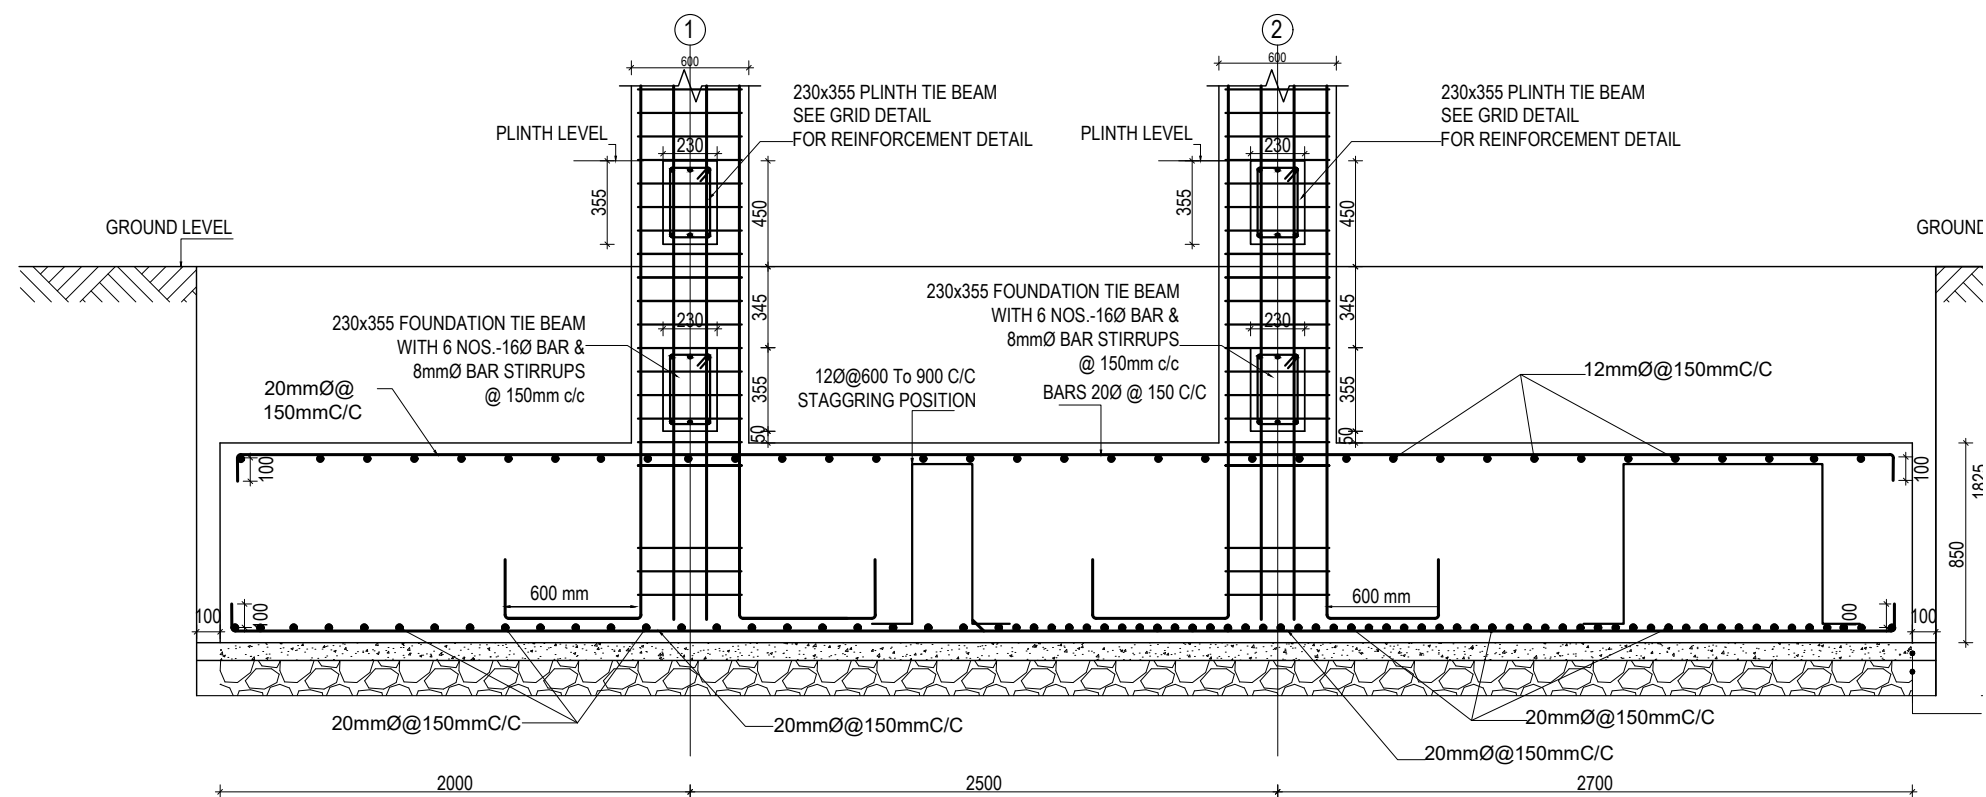 1
2
600
600
230x355 PLINTH TIE BEAM
SEE GRID DETAIL
FOR REINFORCEMENT DETAIL
230x355 PLINTH TIE BEAM
SEE GRID DETAIL
FOR REINFORCEMENT DETAIL
PLINTH LEVEL
PLINTH LEVEL
230
230
355
450
355
450
GROUND LEVEL
GROUND
230x355 FOUNDATION TIE BEAM
WITH 6 NOS.-16Ø BAR &
8mmØ BAR STIRRUPS
@ 150mm c/c
230
345
230x355 FOUNDATION TIE BEAM
WITH 6 NOS.-16Ø BAR &
8mmØ BAR STIRRUPS
@ 150mm c/c
230
345
20mmØ@
150mmC/C
355
50
12Ø@600 To 900 C/C
STAGGRING POSITION
BARS 20Ø @ 150 C/C
355
50
12mmØ@150mmC/C
100
100
1825
850
600 mm
600 mm
100
100
100
100
20mmØ@150mmC/C
20mmØ@150mmC/C
20mmØ@150mmC/C
20mmØ@150mmC/C
2000
2500
2700